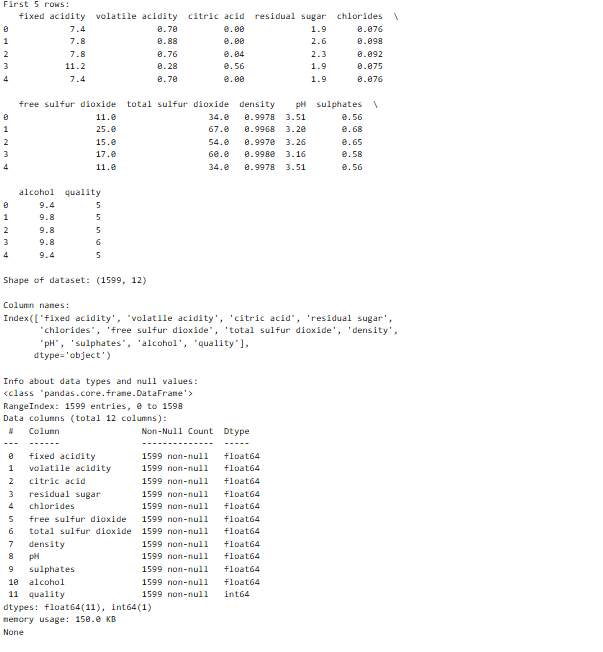 First 5 rows:
   fixed acidity  volatile acidity  citric acid  residual sugar  chlorides  \
0            7.4              0.70         0.00             1.9      0.076
1            7.8              0.88         0.00             2.6      0.098
2            7.8              0.76         0.04             2.3      0.092
3           11.2              0.28         0.56             1.9      0.075
4            7.4              0.70         0.00             1.9      0.076

   free sulfur dioxide  total sulfur dioxide  density    pH  sulphates  \
0                 11.0                  34.0   0.9978  3.51       0.56
1                 25.0                  67.0   0.9968  3.20       0.68
2                 15.0                  54.0   0.9970  3.26       0.65
3                 17.0                  60.0   0.9980  3.16       0.58
4                 11.0                  34.0   0.9978  3.51       0.56

   alcohol  quality
0      9.4        5
1      9.8        5
2      9.8        5
3      9.8        6
4      9.4        5

Shape of dataset: (1599, 12)

Column names:
Index(['fixed acidity', 'volatile acidity', 'citric acid', 'residual sugar',
       'chlorides', 'free sulfur dioxide', 'total sulfur dioxide', 'density',
       'pH', 'sulphates', 'alcohol', 'quality'],
      dtype='object')

Info about data types and null values:
<class 'pandas.core.frame.DataFrame'>
RangeIndex: 1599 entries, 0 to 1598
Data columns (total 12 columns):
 #   Column                Non-Null Count  Dtype
---  ------                --------------  -----
 0   fixed acidity         1599 non-null   float64
 1   volatile acidity      1599 non-null   float64
 2   citric acid           1599 non-null   float64
 3   residual sugar        1599 non-null   float64
 4   chlorides             1599 non-null   float64
 5   free sulfur dioxide   1599 non-null   float64
 6   total sulfur dioxide  1599 non-null   float64
 7   density               1599 non-null   float64
 8   pH                    1599 non-null   float64
 9   sulphates             1599 non-null   float64
 10  alcohol               1599 non-null   float64
 11  quality               1599 non-null   int64
dtypes: float64(11), int64(1)
memory usage: 150.0 KB
None